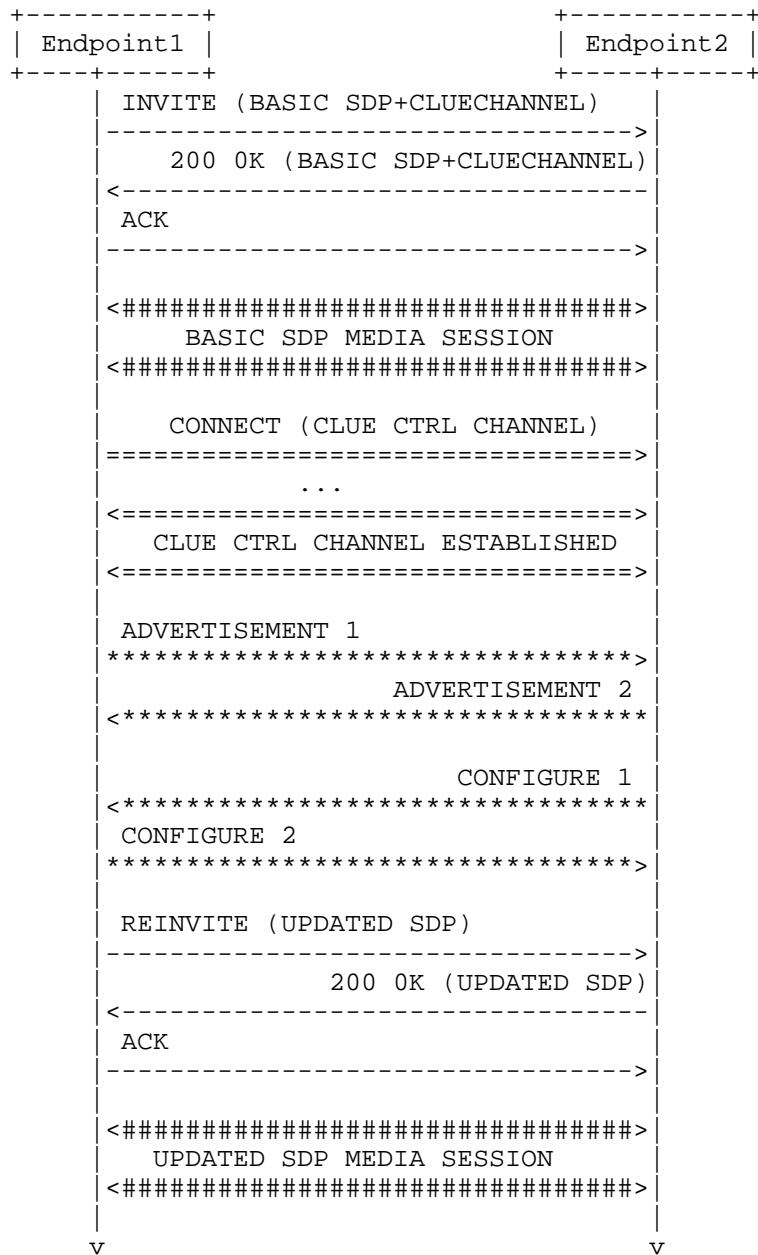 Endpoint1 Endpoint2
INVITE (BASIC SDP+CLUECHANNEL)
200 0K (BASIC SDP+CLUECHANNEL)
ACK
BASIC SDP MEDIA SESSION
CONNECT (CLUE CTRL CHANNEL)
...
CLUE CTRL CHANNEL ESTABLISHED
ADVERTISEMENT 1
ADVERTISEMENT 2
CONFIGURE 1
CONFIGURE 2
REINVITE (UPDATED SDP)
200 0K (UPDATED SDP)
ACK
UPDATED SDP MEDIA SESSION
v v